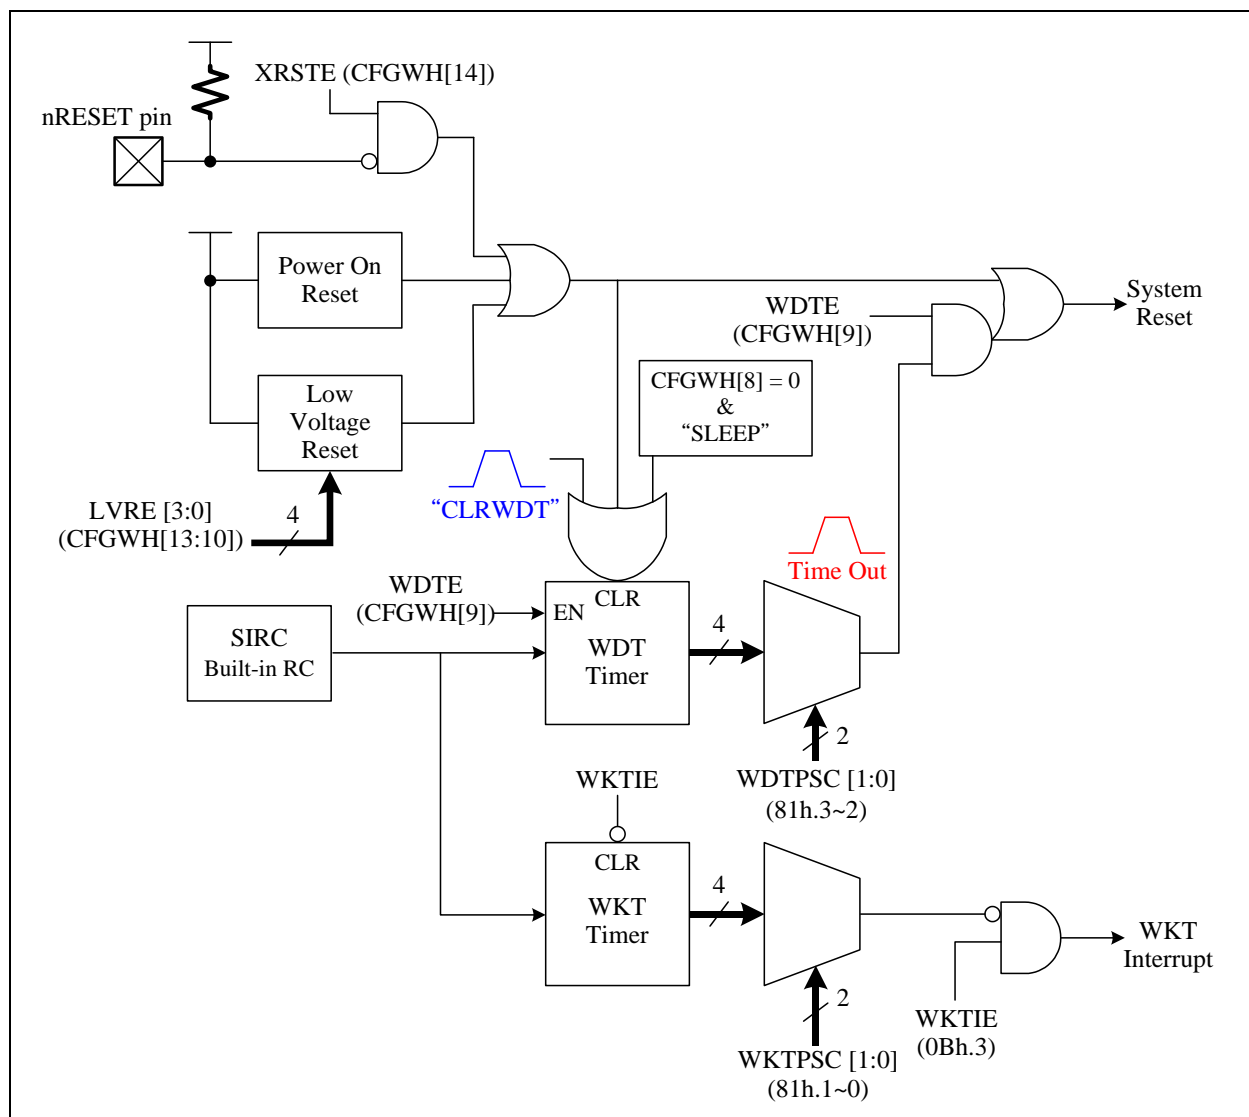 XRSTE (CFGWH[14])
nRESET pin
Power On
Reset
Low
Voltage
Reset
LVRE [3:0]
(CFGWH[13:10])
4
WDTE
(CFGWH[9])
System
Reset
CFGWH[8] = 0
&
“SLEEP”
“CLRWDT”
Time Out
WDTE
(CFGWH[9])
CLR
EN
WDT
Timer
4
SIRC
Built-in RC
2
WDTPSC [1:0]
(81h.3~2)
WKTIE
CLR
WKT
Timer
4
2
WKTPSC [1:0]
(81h.1~0)
WKT
Interrupt
WKTIE
(0Bh.3)